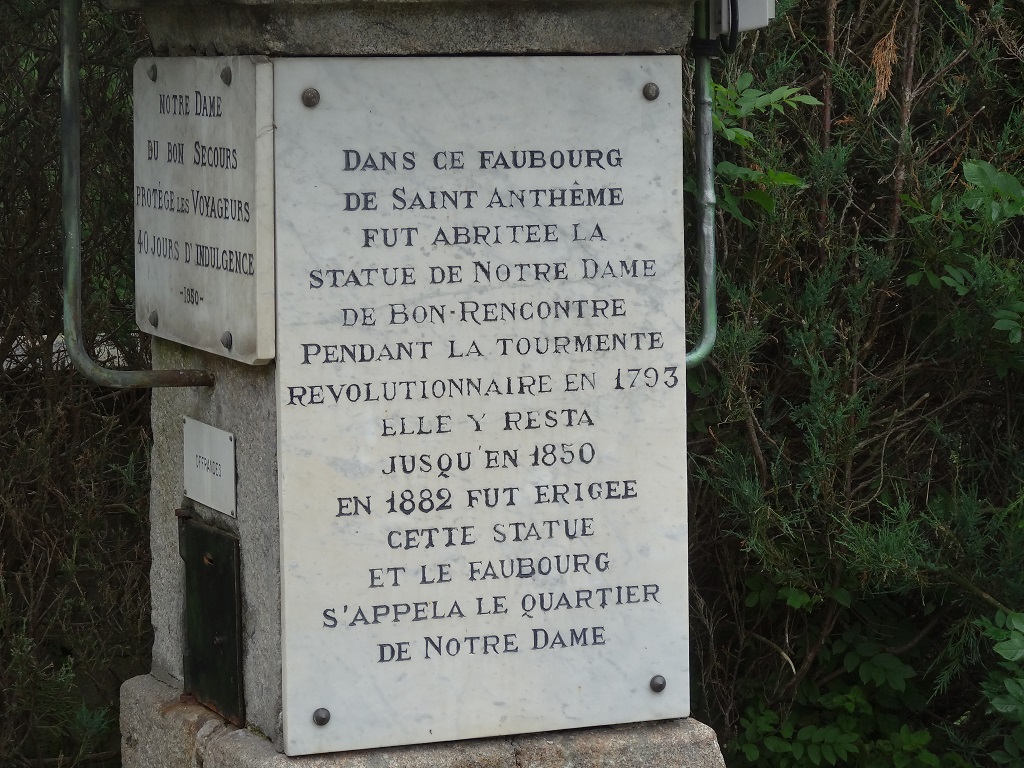 NOTRE DAME
DU BON SECOURS
PROTÈGE LES VOYAGEURS
40 JOURS D'INDULGENCE
-1950-
OFFRANDES
DANS CE FAUBOURG
DE SAINT ANTHÊME
FUT ABRITEE LA
STATUE DE NOTRE DAME
DE BON-RENCONTRE
PENDANT LA TOURMENTE
REVOLUTIONNAIRE EN 1793
ELLE Y RESTA
JUSQU'EN 1850
EN 1882 FUT ERIGEE
CETTE STATUE
ET LE FAUBOURG
S'APPELA LE QUARTIER
DE NOTRE DAME